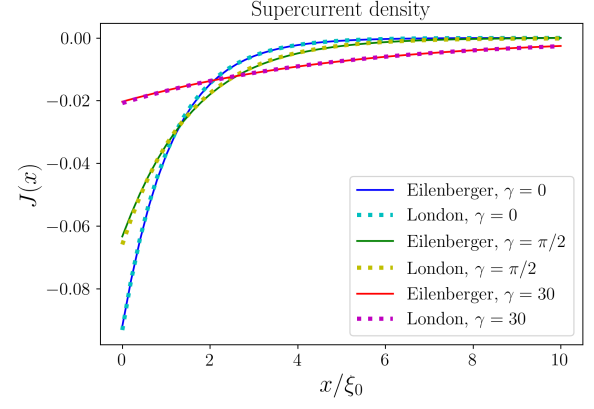 Supercurrent density
0.00
−0.02
−0.04
−0.06
−0.08
J(x)
Eilenberger, γ = 0
London, γ = 0
Eilenberger, γ = π/2
London, γ = π/2
Eilenberger, γ = 30
London, γ = 30
0 2 4 6 8 10
x/ξ₀